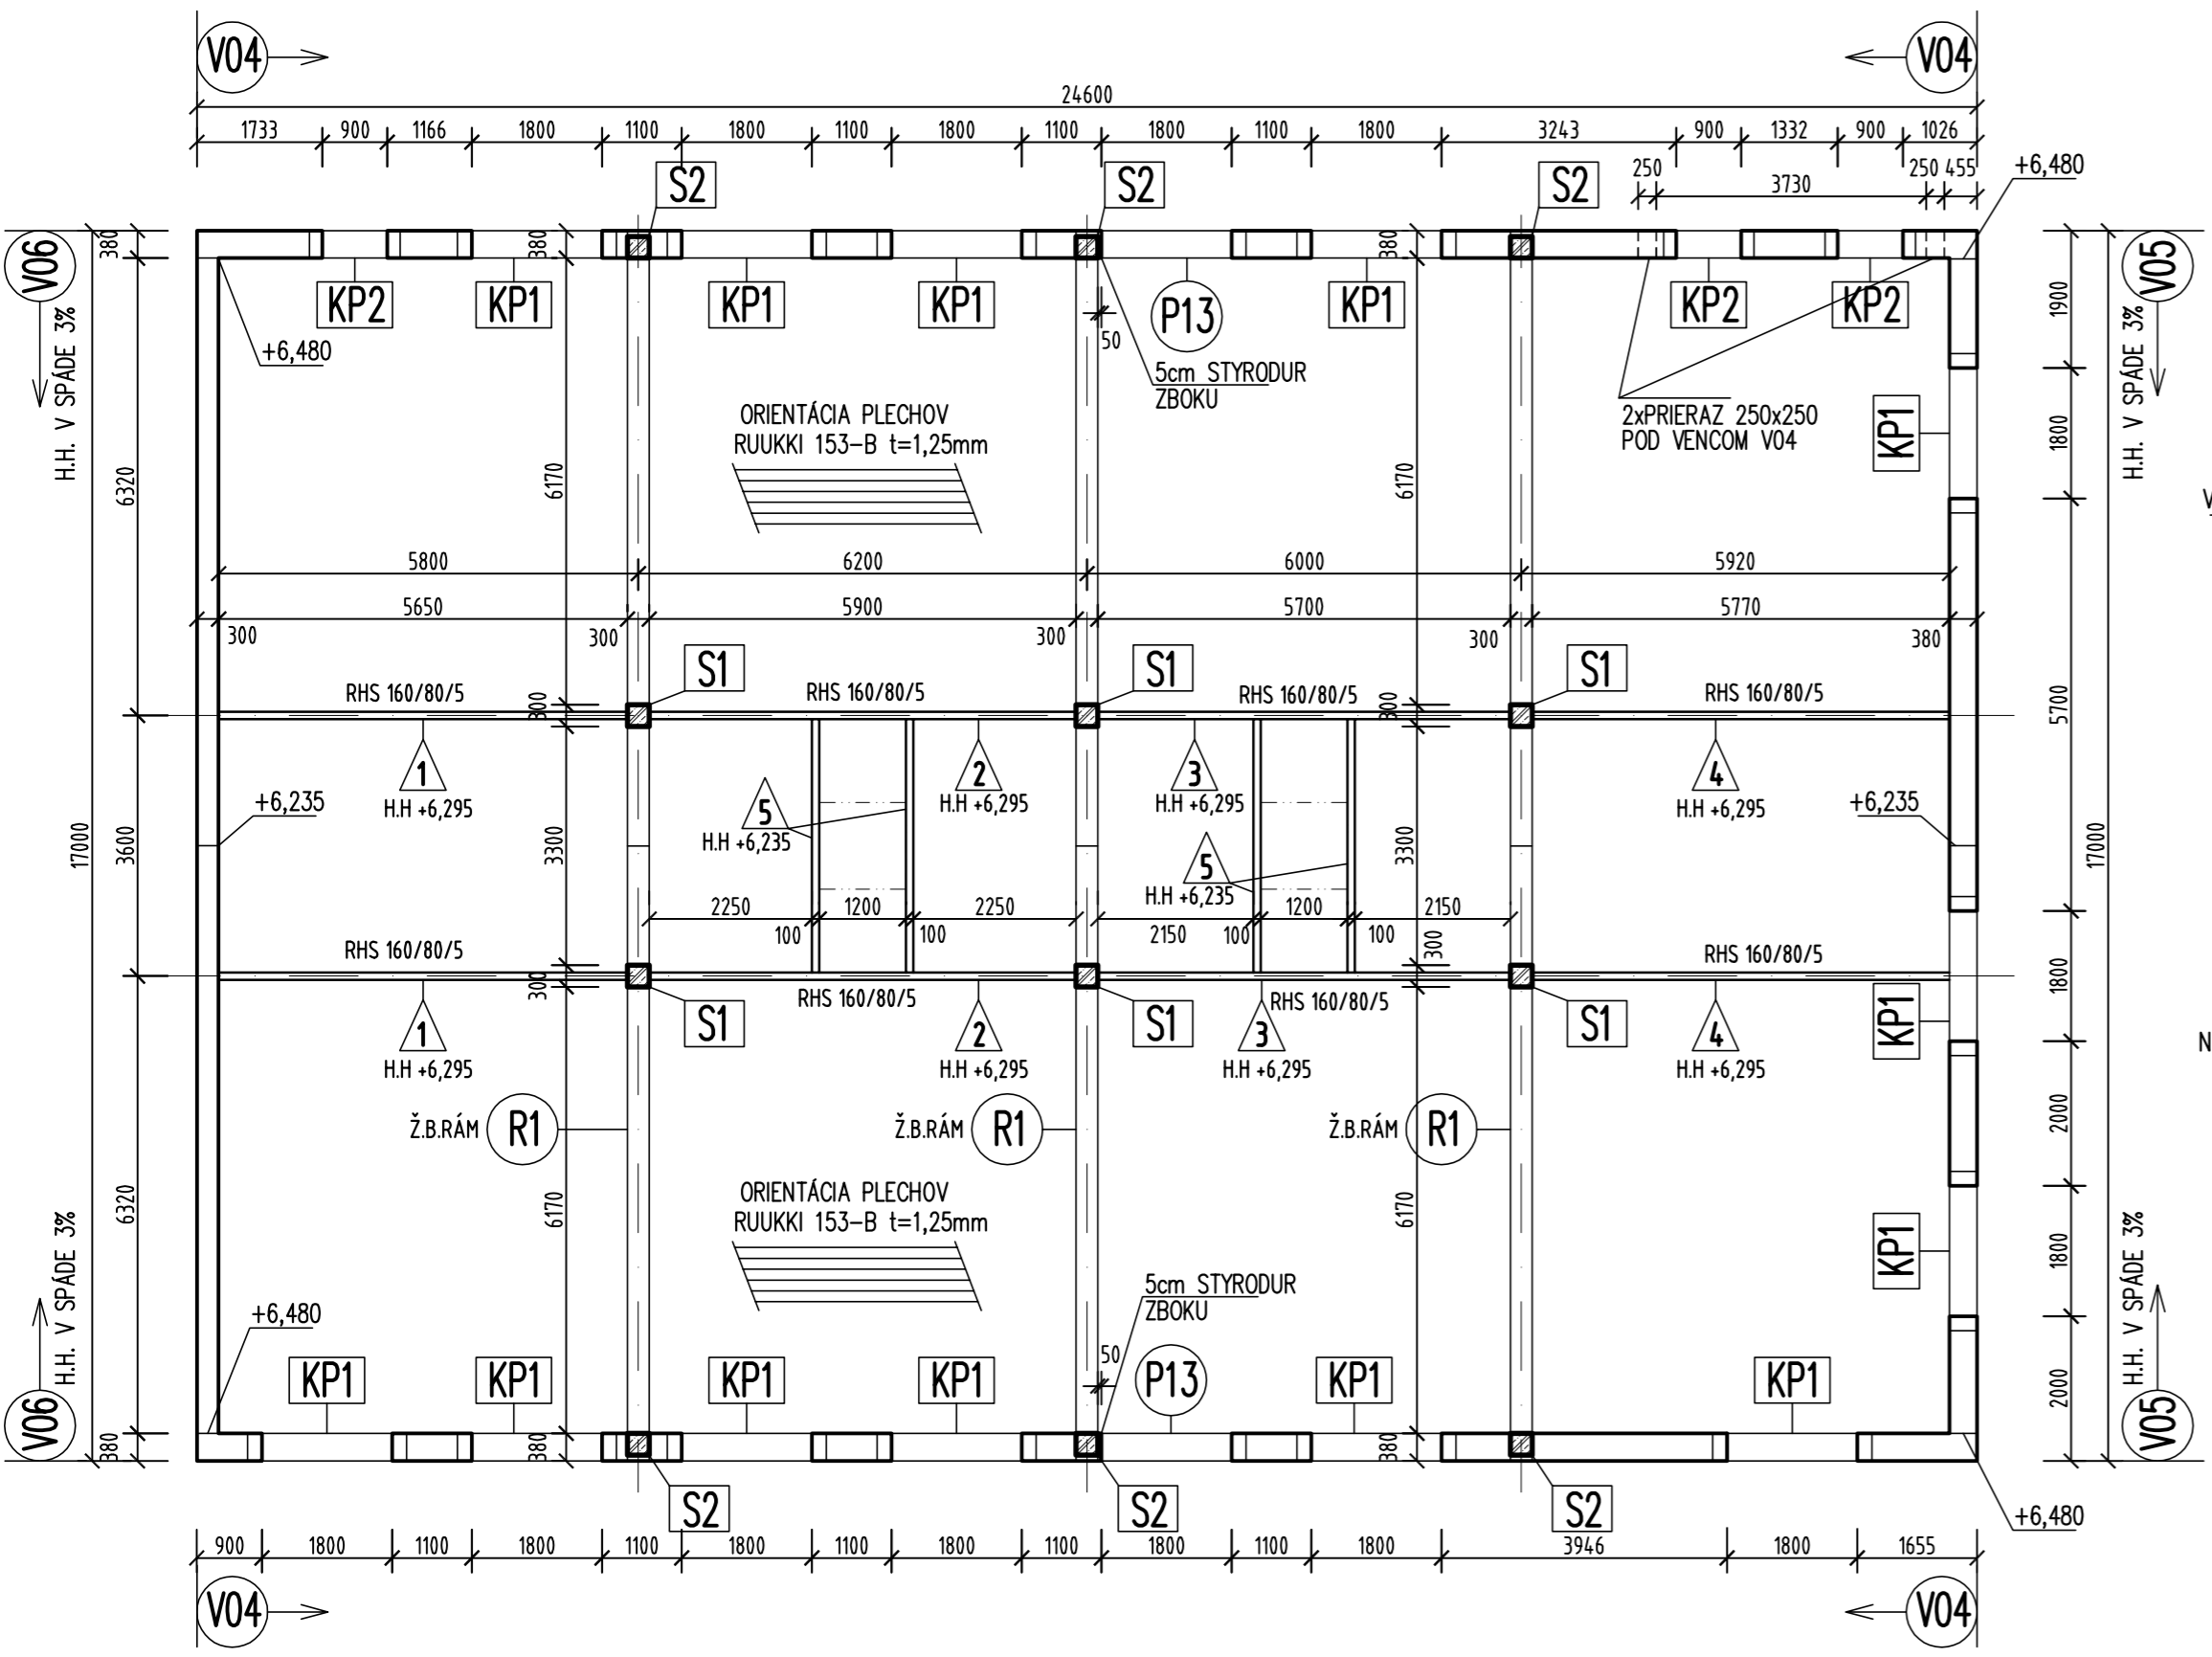 V04
V04
24600
1733 900 1166 1800 1100 1800 1100 1800 1100 1800 1100 1800 3243 900 1332 900 1026
250 3730 250 455
+6,480
S2 S2 S2
V06
V05
380
380 380
KP2 KP1 KP1 KP1 P13 KP1 KP2 KP2
50
+6,480
5cm STYRODUR
ZBOKU
H.H. V SPÁDE 3%
H.H. V SPÁDE 3%
1900
1800
KP1
ORIENTÁCIA PLECHOV
RUUKKI 153-B t=1,25mm
2xPRIERAZ 250x250
POD VENCOM V04
6320
6170
6170
V
5800 6200 6000 5920
5650 5900 5700 5770
300 300 300 300 380
S1 S1 S1
RHS 160/80/5 RHS 160/80/5 RHS 160/80/5 RHS 160/80/5
300 300
5700
1 2 3 4
H.H +6,295 H.H +6,295 H.H +6,295 H.H +6,295
+6,235
+6,235
5
H.H +6,235
5
H.H +6,235
17000
3600
3300
3300
17000
2250 1200 2250
100 100
2150 1200 2150
100 100
300
300
RHS 160/80/5 RHS 160/80/5 RHS 160/80/5 RHS 160/80/5
S1 S1 S1
1800
KP1
N
1 2 3 4
H.H +6,295 H.H +6,295 H.H +6,295 H.H +6,295
Ž.B.RÁM R1
Ž.B.RÁM R1
Ž.B.RÁM R1
2000
6320
6170
6170
ORIENTÁCIA PLECHOV
RUUKKI 153-B t=1,25mm
1800
KP1
H.H. V SPÁDE 3%
H.H. V SPÁDE 3%
5cm STYRODUR
ZBOKU
+6,480
50
KP1 KP1 KP1 KP1 P13 KP1 KP1
2000
V06
V05
380
380 380
S2 S2 S2
+6,480
900 1800 1100 1800 1100 1800 1100 1800 1100 1800 1100 1800 3946 1800 1655
V04
V04